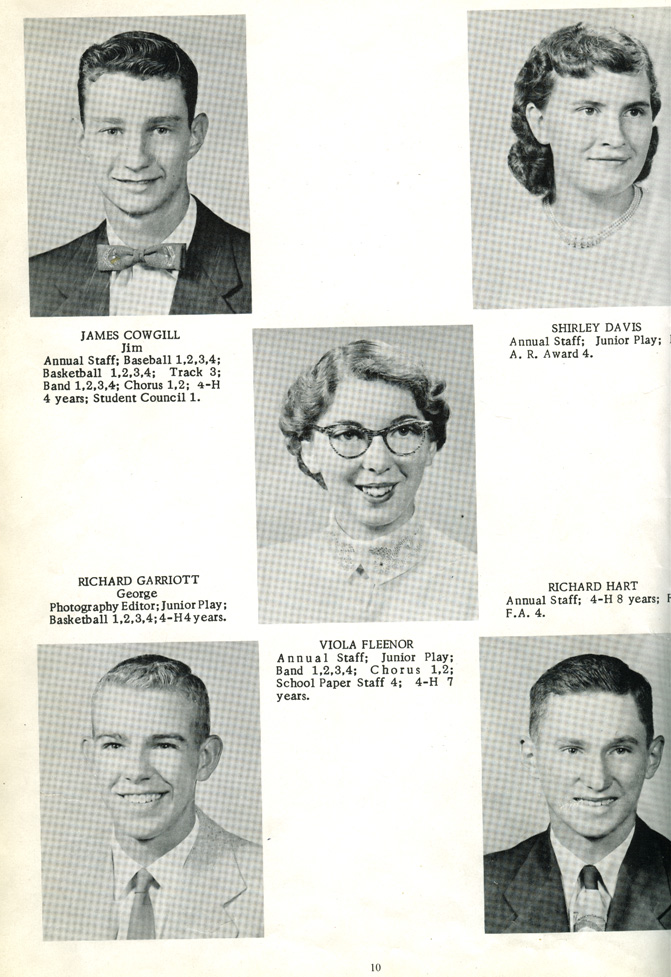 JAMES COWGILL
Jim
Annual Staff; Baseball 1,2,3,4;
Basketball 1,2,3,4; Track 3;
Band 1,2,3,4; Chorus 1,2; 4-H
4 years; Student Council 1.
SHIRLEY DAVIS
Annual Staff; Junior Play;
A. R. Award 4.
RICHARD GARRIOTT
George
Photography Editor; Junior Play;
Basketball 1,2,3,4; 4-H 4 years.
VIOLA FLEENOR
Annual Staff; Junior Play;
Band 1,2,3,4; Chorus 1,2;
School Paper Staff 4; 4-H 7
years.
RICHARD HART
Annual Staff; 4-H 8 years;
F.A. 4.
10